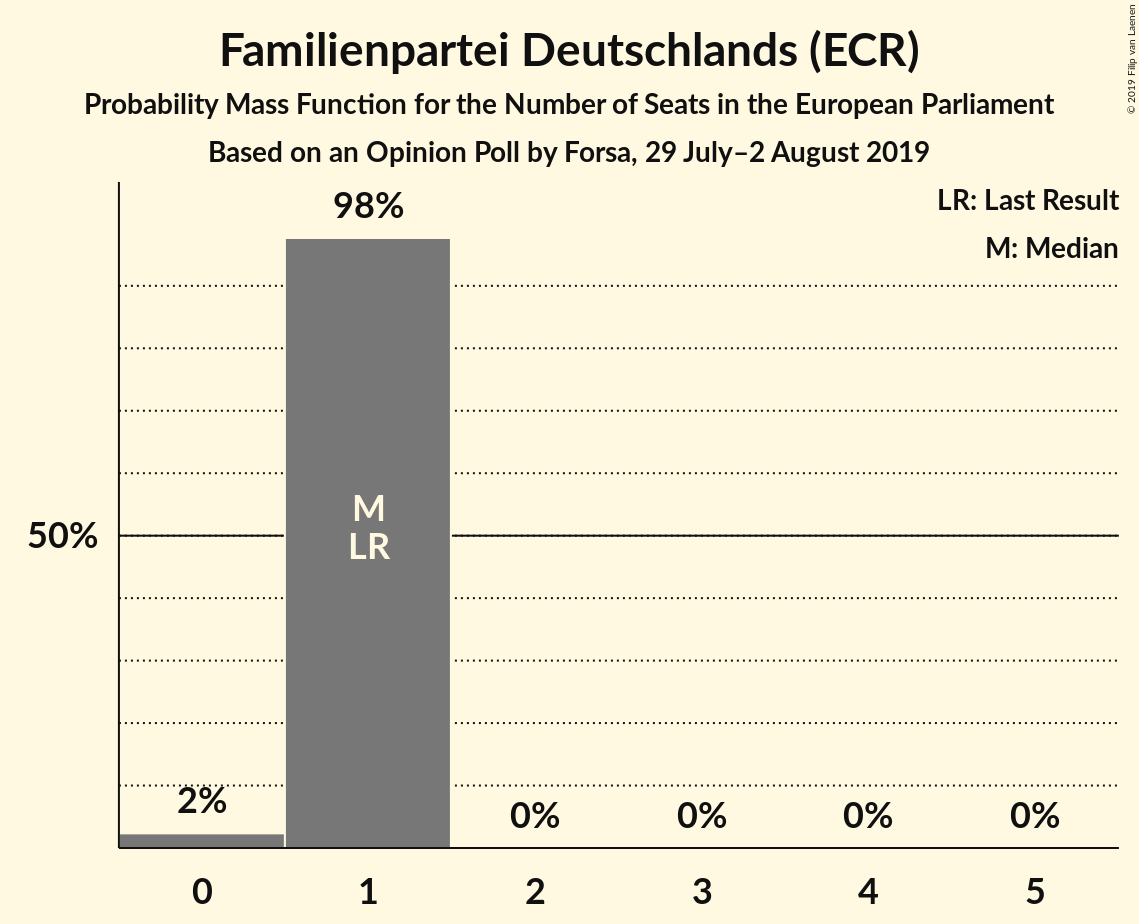 Familienpartei Deutschlands (ECR)
Probability Mass Function for the Number of Seats in the European Parliament
Based on an Opinion Poll by Forsa, 29 July–2 August 2019
© 2019 Filip van Laenen
LR: Last Result
M: Median
98%
M
LR
50%
2%
0%
0%
0%
0%
0
1
2
3
4
5